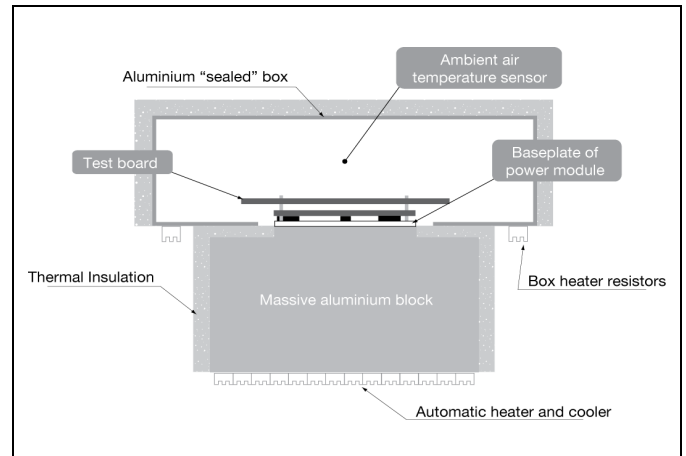 Ambient air
temperature sensor
Aluminium “sealed” box
Test board
Baseplate of
power module
Thermal Insulation
Box heater resistors
Massive aluminium block
Automatic heater and cooler